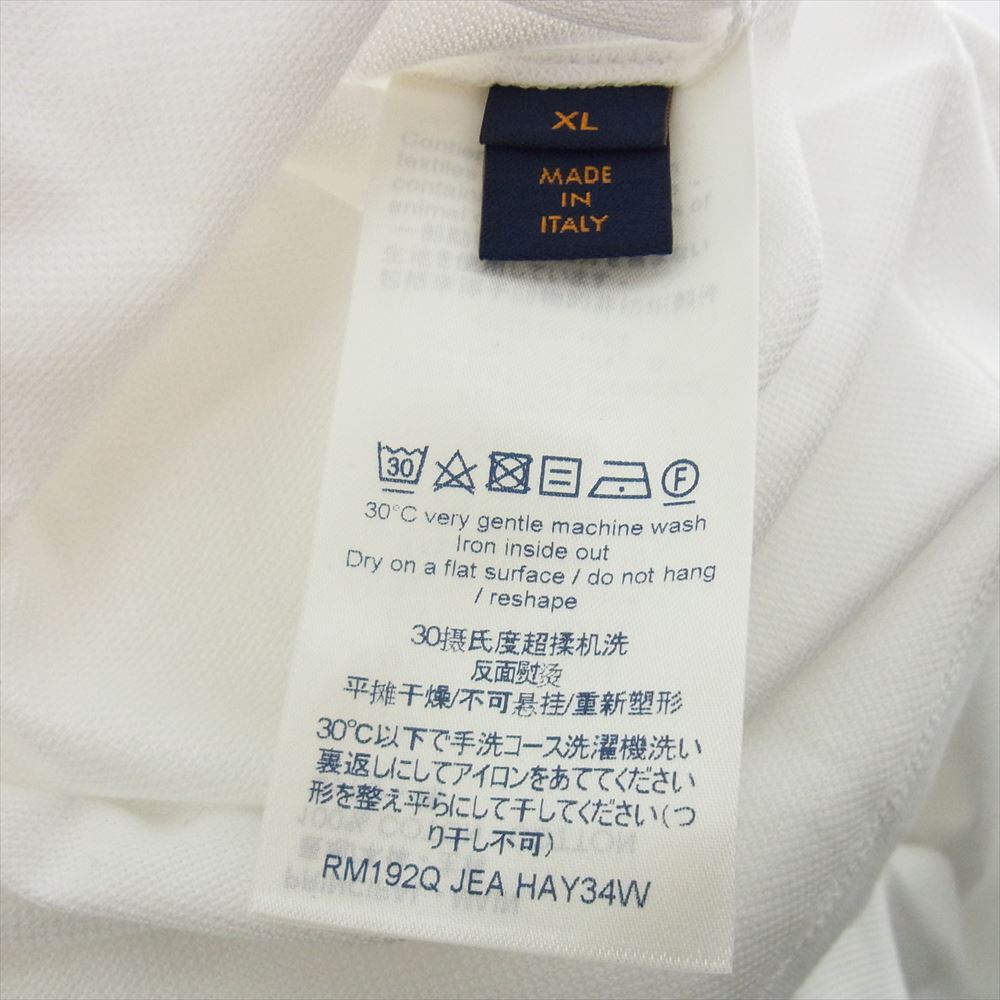 XL
MADE
IN
ITALY
30
F
30°C very gentle machine wash
Iron inside out
Dry on a flat surface / do not hang
/ reshape
30摄氏度超揉机洗
反面熨烫
平摊干燥/不可悬挂/重新塑形
30℃以下で手洗コース洗濯機洗い
裏返しにしてアイロンをあててください
形を整え平らにして干してください(つ
り干し不可)
RM192Q JEA HAY34W